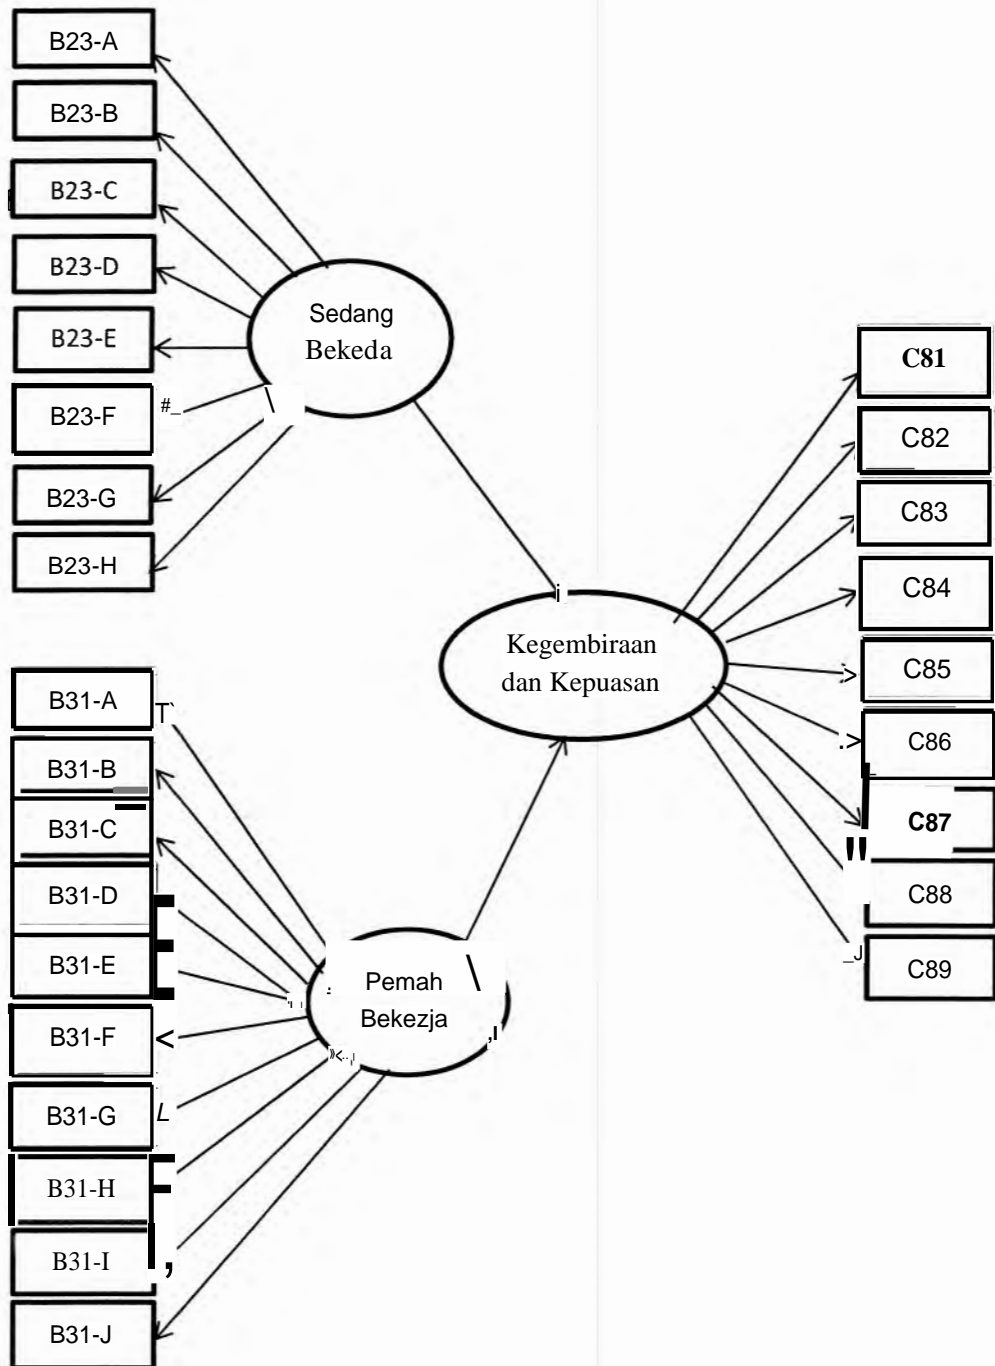 B23-A
B23-B
B23-C
B23-D
B23-E
B23-F
B23-G
B23-H
Sedang
Bekeda
C81
C82
C83
C84
C85
C86
C87
C88
C89
Kegembiraan
dan Kepuasan
B31-A
B31-B
B31-C
B31-D
B31-E
B31-F
B31-G
B31-H
B31-I
B31-J
Pemah
Bekezja